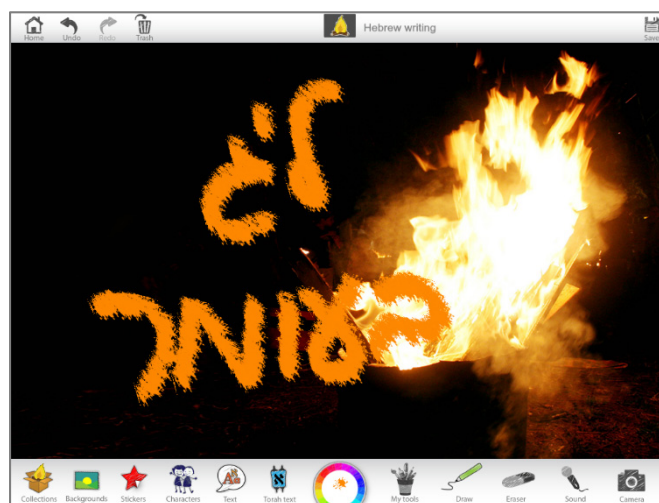 Home Undo Redo Trash Hebrew writing Save
ל'ג
בעומר
Collections Backgrounds Stickers Characters Text Torah text My tools Draw Eraser Sound Camera